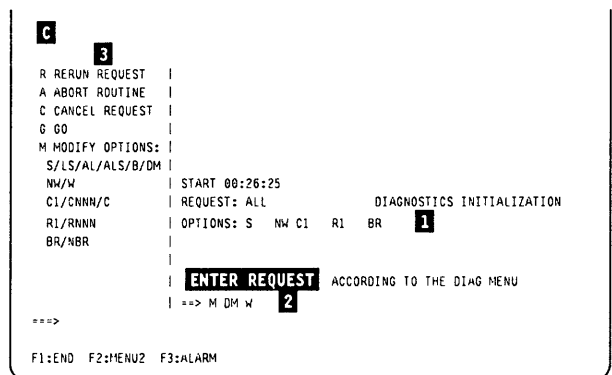 C
3
R RERUN REQUEST |
A ABORT ROUTINE |
C CANCEL REQUEST |
G GO |
M MODIFY OPTIONS: |
S/LS/AL/ALS/B/DM |
NW/W | START 00:26:25
C1/CNNN/C | REQUEST: ALL DIAGNOSTICS INITIALIZATION
R1/RNNN | OPTIONS: S NW C1 R1 BR 1
BR/NBR |
|
| ENTER REQUEST ACCORDING TO THE DIAG MENU
| ==> M DM W 2
===>
F1:END F2:MENU2 F3:ALARM